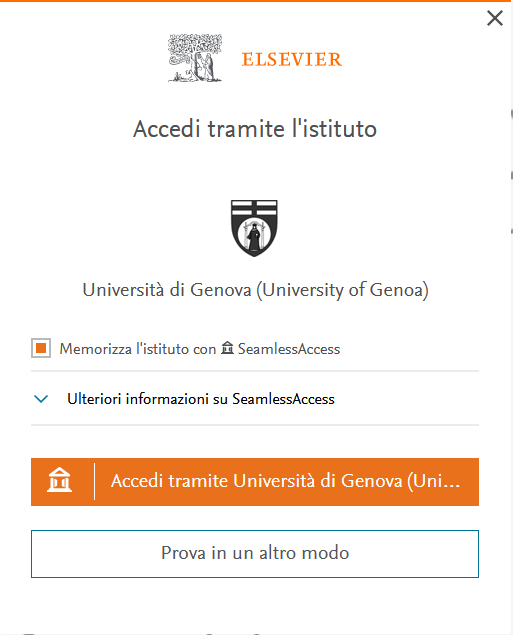 ELSEVIER
Accedi tramite l'istituto
Università di Genova (University of Genoa)
Memorizza l'istituto con SeamlessAccess
Ulteriori informazioni su SeamlessAccess
Accedi tramite Università di Genova (Uni...
Prova in un altro modo